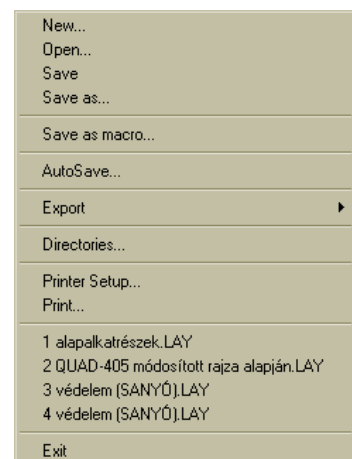 New...
Open...
Save
Save as...
Save as macro...
AutoSave...
Export
Directories...
Printer Setup...
Print...
1 alapalkatrészek.LAY
2 QUAD-405 módosított rajza alapján.LAY
3 védelem (SANYÓ).LAY
4 védelem (SANYÓ).LAY
Exit